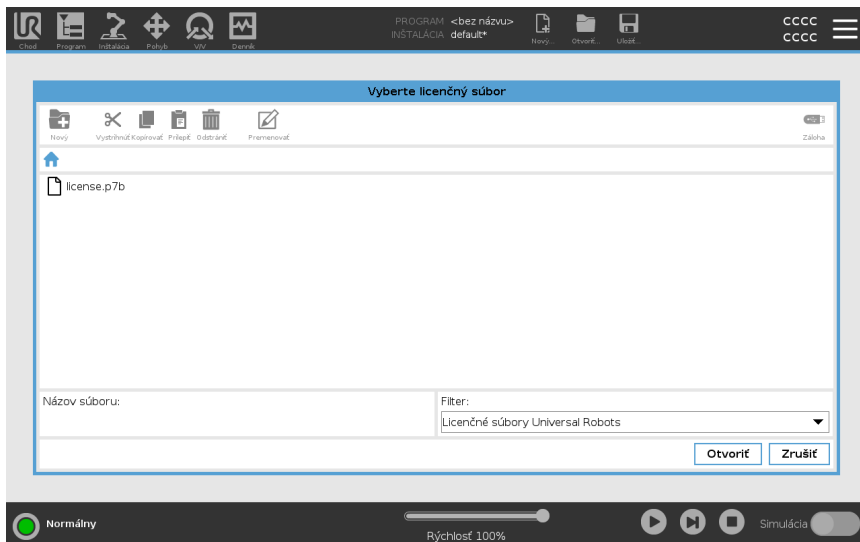 PROGRAM <bez názvu>
INŠTALÁCIA default*
CCCC
CCCC
Chod Program Inštalácia Pohyb V/V Denník Nový... Otvoriť... Uložiť...
Vyberte licenčný súbor
Nový Vystrihnúť Kopírovať Prilepiť Odstrániť Premenovať Záloha
license.p7b
Názov súboru:
Filter:
Licenčné súbory Universal Robots
Otvoriť Zrušiť
Normálny
Rýchlosť 100%
Simulácia